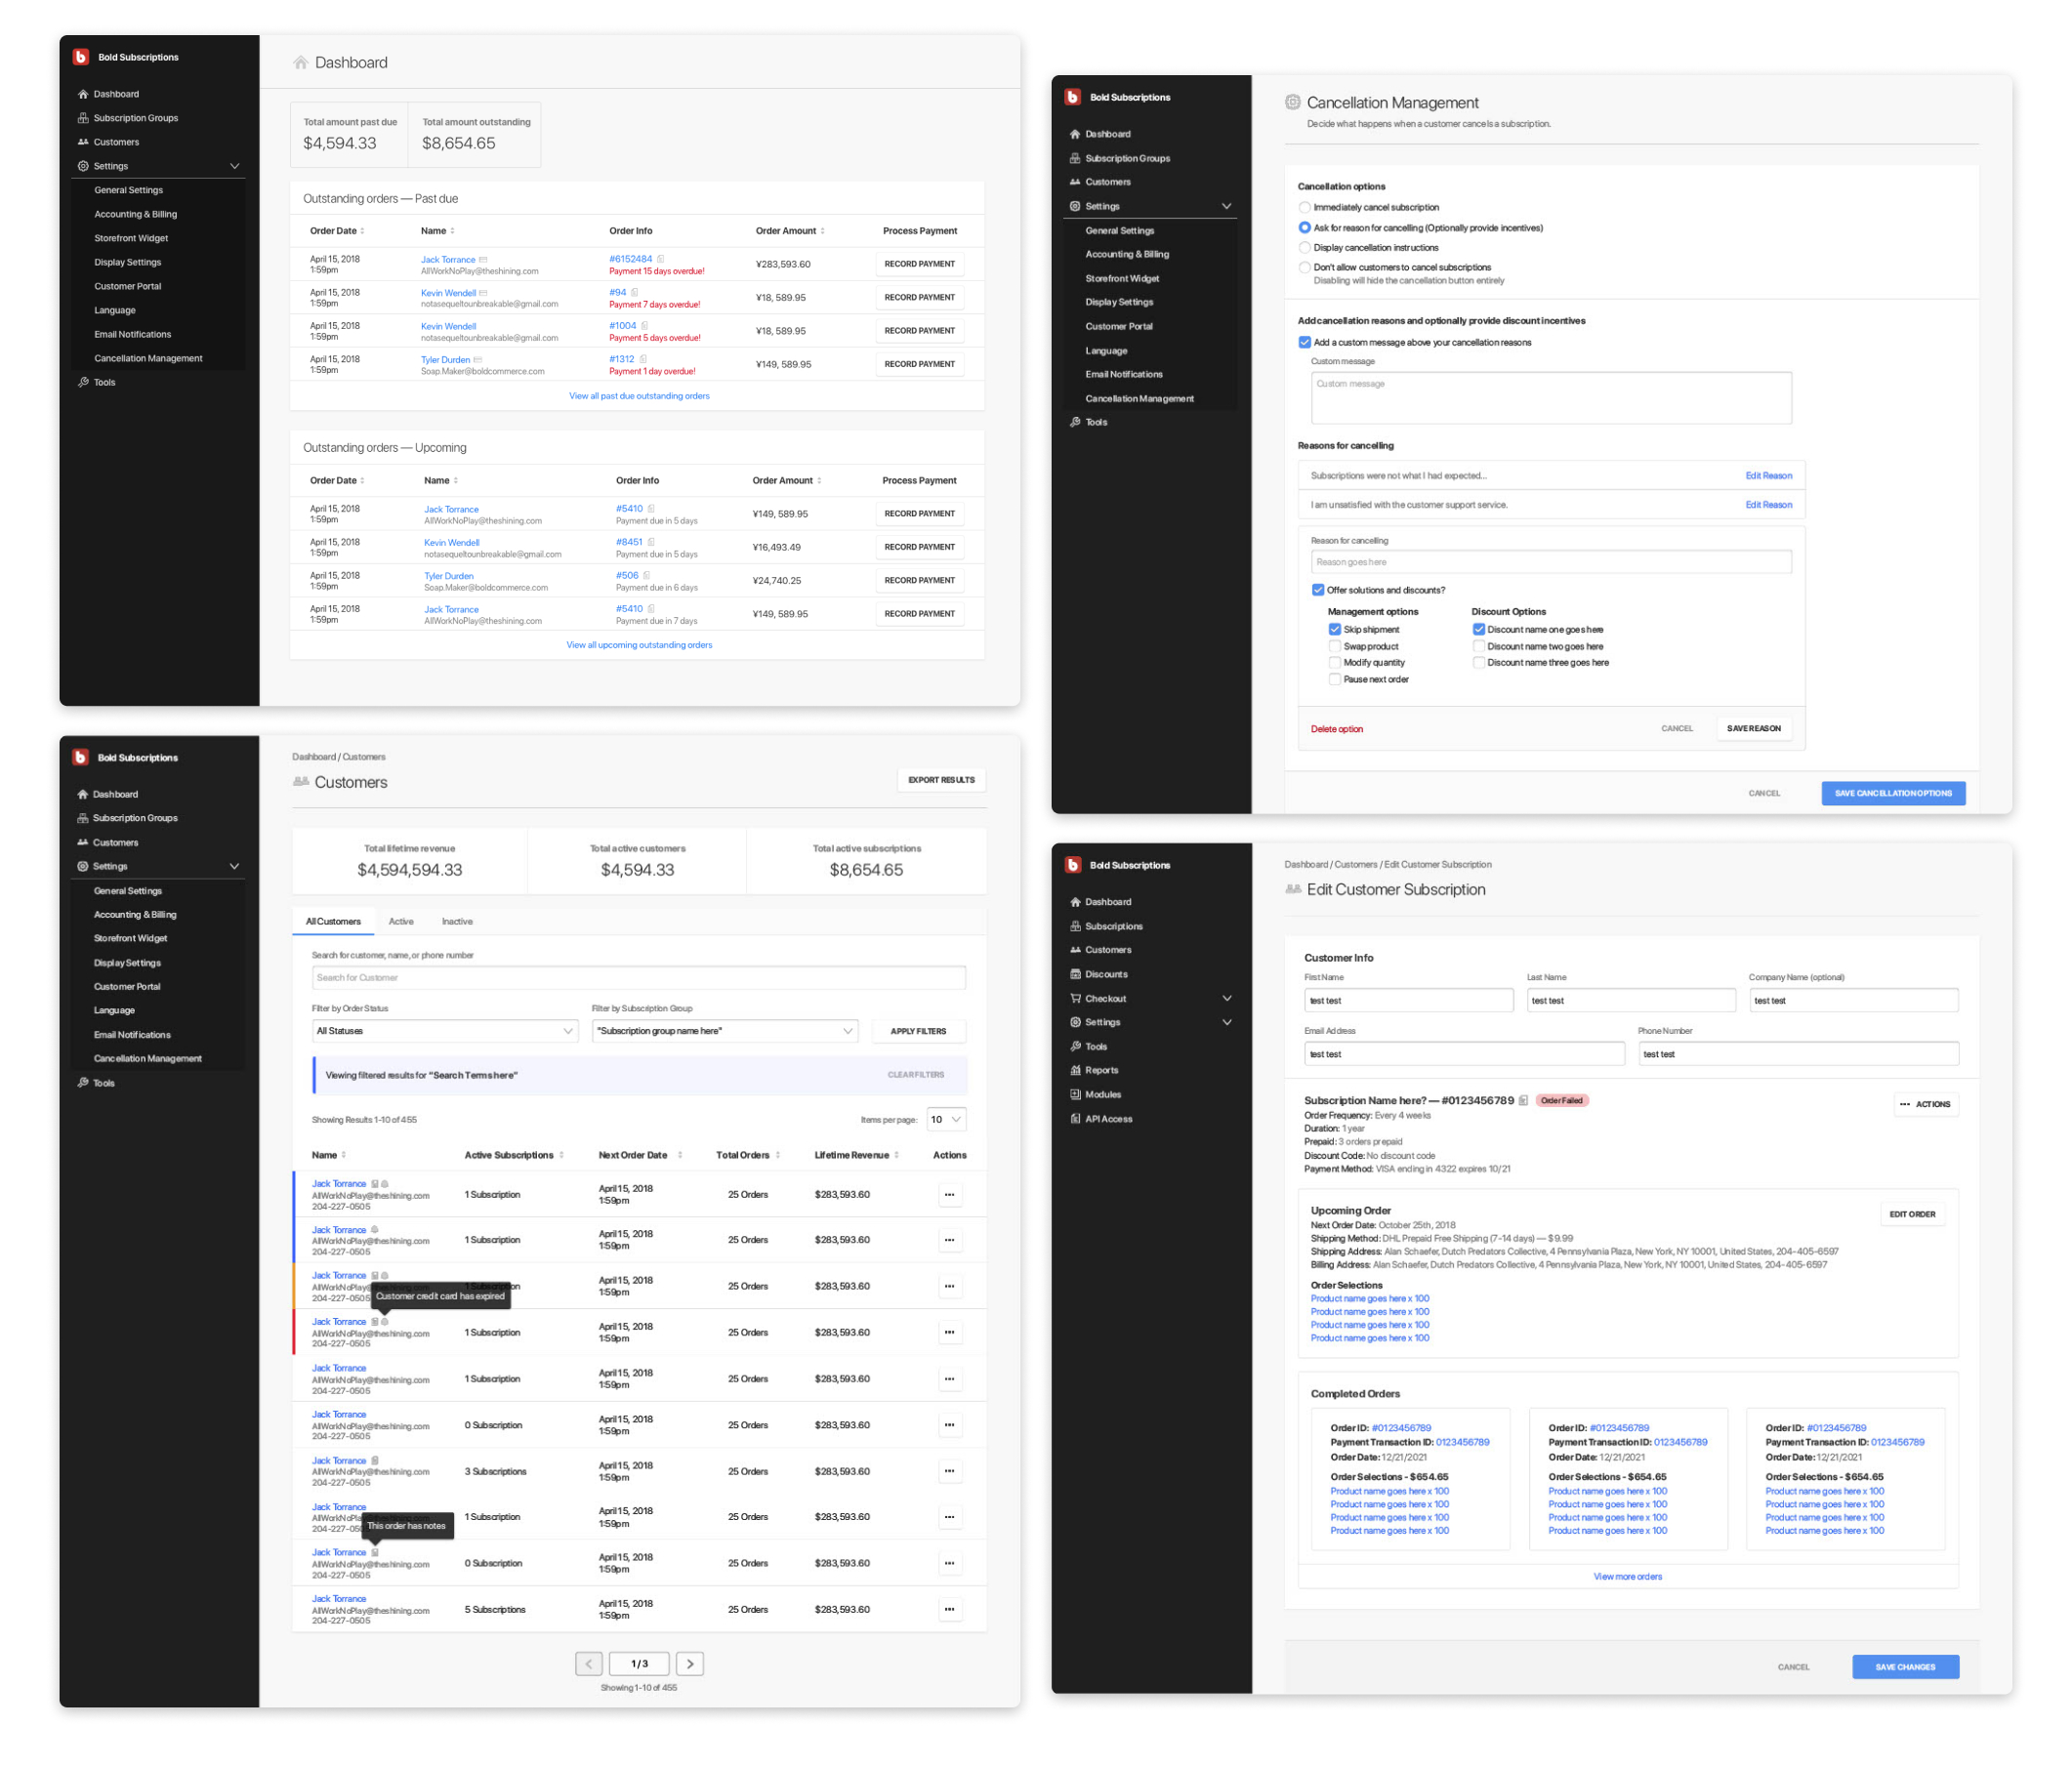 Bold Subscriptions
Dashboard
Subscription Groups
Customers
Settings
General Settings
Accounting & Billing
Storefront Widget
Display Settings
Customer Portal
Language
Email Notifications
Cancellation Management
Tools
Dashboard
Total amount past due Total amount outstanding
$4,594.33 $8,654.65
Outstanding orders — Past due
Order Date Name Order Info Order Amount Process Payment
April 15, 2018 Jack Torrance #6152484 ¥283,593.60 RECORD PAYMENT
1:59pm AllWorkNoPlay@theshining.com Payment 15 days overdue!
April 15, 2018 Kevin Wendell #94 ¥18, 589.95 RECORD PAYMENT
1:59pm notasequeltounbreakable@gmail.com Payment 7 days overdue!
April 15, 2018 Kevin Wendell #1004 ¥18, 589.95 RECORD PAYMENT
1:59pm notasequeltounbreakable@gmail.com Payment 5 days overdue!
April 15, 2018 Tyler Durden #1312 ¥149, 589.95 RECORD PAYMENT
1:59pm Soap.Maker@boldcommerce.com Payment 1 day overdue!
View all past due outstanding orders
Outstanding orders — Upcoming
Order Date Name Order Info Order Amount Process Payment
April 15, 2018 Jack Torrance #5410 ¥149, 589.95 RECORD PAYMENT
1:59pm AllWorkNoPlay@theshining.com Payment due in 5 days
April 15, 2018 Kevin Wendell #8451 ¥16,493.49 RECORD PAYMENT
1:59pm notasequeltounbreakable@gmail.com Payment due in 5 days
April 15, 2018 Tyler Durden #506 ¥24,740.25 RECORD PAYMENT
1:59pm Soap.Maker@boldcommerce.com Payment due in 6 days
April 15, 2018 Jack Torrance #5410 ¥149, 589.95 RECORD PAYMENT
1:59pm AllWorkNoPlay@theshining.com Payment due in 7 days
View all upcoming outstanding orders
Bold Subscriptions
Dashboard
Subscription Groups
Customers
Settings
General Settings
Accounting & Billing
Storefront Widget
Display Settings
Customer Portal
Language
Email Notifications
Cancellation Management
Tools
Cancellation Management
Decide what happens when a customer cancels a subscription.
Cancellation options
Immediately cancel subscription
Ask for reason for cancelling (Optionally provide incentives)
Display cancellation instructions
Don't allow customers to cancel subscriptions
Disabling will hide the cancellation button entirely
Add cancellation reasons and optionally provide discount incentives
Add a custom message above your cancellation reasons
Custom message
Custom message
Reasons for cancelling
Subscriptions were not what I had expected... Edit Reason
I am unsatisfied with the customer support service. Edit Reason
Reason for cancelling
Reason goes here
Offer solutions and discounts?
Management options Discount Options
Skip shipment Discount name one goes here
Swap product Discount name two goes here
Modify quantity Discount name three goes here
Pause next order
Delete option CANCEL SAVE REASON
CANCEL SAVE CANCELLATION OPTIONS
Bold Subscriptions
Dashboard
Subscription Groups
Customers
Settings
General Settings
Accounting & Billing
Storefront Widget
Display Settings
Customer Portal
Language
Email Notifications
Cancellation Management
Tools
Dashboard / Customers
Customers EXPORT RESULTS
Total lifetime revenue Total active customers Total active subscriptions
$4,594,594.33 $4,594.33 $8,654.65
All Customers Active Inactive
Search for customer, name, or phone number
Search for Customer
Filter by Order Status Filter by Subscription Group
All Statuses "Subscription group name here" APPLY FILTERS
Viewing filtered results for "Search Terms here" CLEAR FILTERS
Showing Results 1-10 of 455 Items per page: 10
Name Active Subscriptions Next Order Date Total Orders Lifetime Revenue Actions
Jack Torrance
AllWorkNoPlay@theshining.com 1 Subscription April 15, 2018 1:59pm 25 Orders $283,593.60
204-227-0505
Jack Torrance
AllWorkNoPlay@theshining.com 1 Subscription April 15, 2018 1:59pm 25 Orders $283,593.60
204-227-0505
Jack Torrance
AllWorkNoPlay@theshining.com 1 Subscription April 15, 2018 1:59pm 25 Orders $283,593.60
204-227-0505
Customer credit card has expired
Jack Torrance
AllWorkNoPlay@theshining.com 1 Subscription April 15, 2018 1:59pm 25 Orders $283,593.60
204-227-0505
Jack Torrance
AllWorkNoPlay@theshining.com 1 Subscription April 15, 2018 1:59pm 25 Orders $283,593.60
204-227-0505
Jack Torrance
AllWorkNoPlay@theshining.com 0 Subscription April 15, 2018 1:59pm 25 Orders $283,593.60
204-227-0505
Jack Torrance
AllWorkNoPlay@theshining.com 3 Subscriptions April 15, 2018 1:59pm 25 Orders $283,593.60
204-227-0505
Jack Torrance
AllWorkNoPlay@theshining.com 1 Subscription April 15, 2018 1:59pm 25 Orders $283,593.60
This order has notes
Jack Torrance
AllWorkNoPlay@theshining.com 0 Subscription April 15, 2018 1:59pm 25 Orders $283,593.60
204-227-0505
Jack Torrance
AllWorkNoPlay@theshining.com 5 Subscriptions April 15, 2018 1:59pm 25 Orders $283,593.60
204-227-0505
1 / 3
Showing 1-10 of 455
Bold Subscriptions
Dashboard
Subscriptions
Customers
Discounts
Checkout
Settings
Tools
Reports
Modules
API Access
Dashboard / Customers / Edit Customer Subscription
Edit Customer Subscription
Customer Info
First Name Last Name Company Name (optional)
test test test test test test
Email Address Phone Number
test test test test
Subscription Name here? — #0123456789 Order Failed ACTIONS
Order Frequency: Every 4 weeks
Duration: 1 year
Prepaid: 3 orders prepaid
Discount Code: No discount code
Payment Method: VISA ending in 4322 expires 10/21
Upcoming Order EDIT ORDER
Next Order Date: October 25th, 2018
Shipping Method: DHL Prepaid Free Shipping (7-14 days) — $9.99
Shipping Address: Alan Schaefer, Dutch Predators Collective, 4 Pennsylvania Plaza, New York, NY 10001, United States, 204-405-6597
Billing Address: Alan Schaefer, Dutch Predators Collective, 4 Pennsylvania Plaza, New York, NY 10001, United States, 204-405-6597
Order Selections
Product name goes here x 100
Product name goes here x 100
Product name goes here x 100
Product name goes here x 100
Completed Orders
Order ID: #0123456789 Order ID: #0123456789 Order ID: #0123456789
Payment Transaction ID: 0123456789 Payment Transaction ID: 0123456789 Payment Transaction ID: 0123456789
Order Date: 12/21/2021 Order Date: 12/21/2021 Order Date: 12/21/2021
Order Selections - $654.65 Order Selections - $654.65 Order Selections - $654.65
Product name goes here x 100 Product name goes here x 100 Product name goes here x 100
Product name goes here x 100 Product name goes here x 100 Product name goes here x 100
Product name goes here x 100 Product name goes here x 100 Product name goes here x 100
Product name goes here x 100 Product name goes here x 100 Product name goes here x 100
View more orders
CANCEL SAVE CHANGES